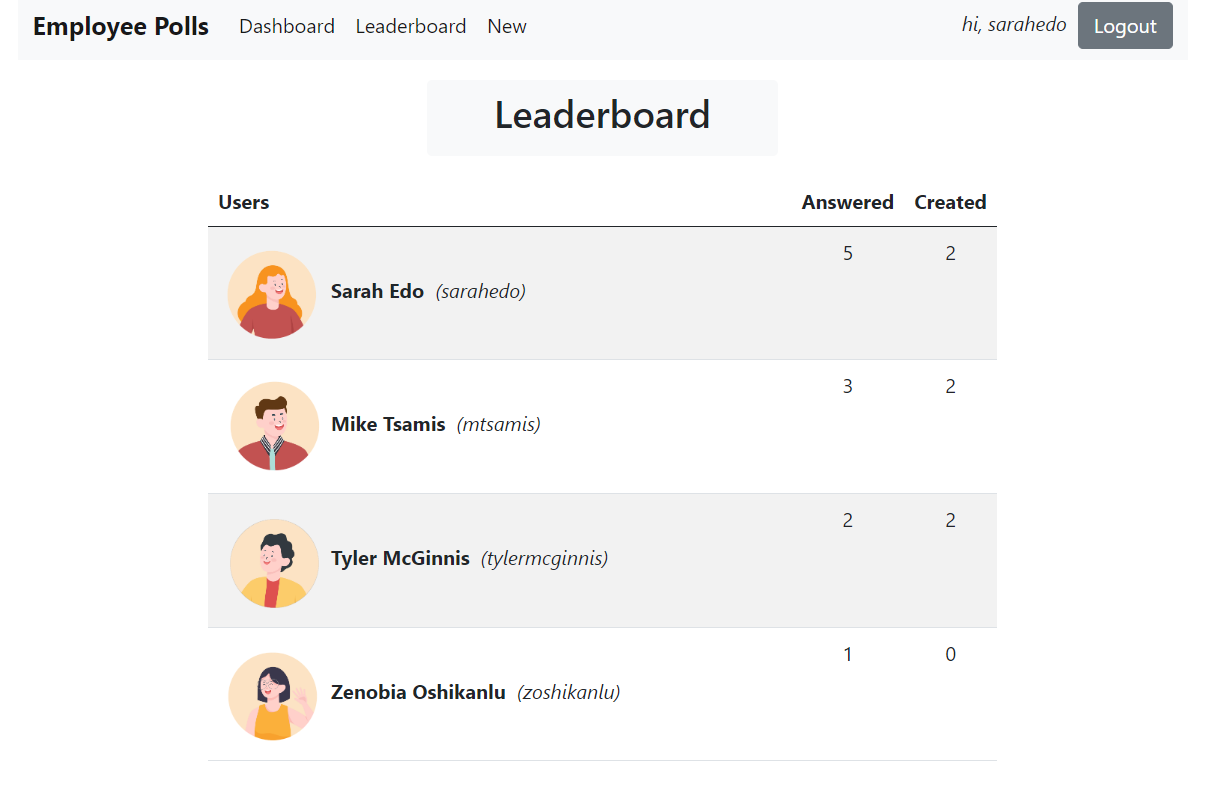 Employee Polls Dashboard Leaderboard New hi, sarahedo Logout
Leaderboard
Users Answered Created
Sarah Edo (sarahedo) 5 2
Mike Tsamis (mtsamis) 3 2
Tyler McGinnis (tylermcginnis) 2 2
Zenobia Oshikanlu (zoshikanlu) 1 0